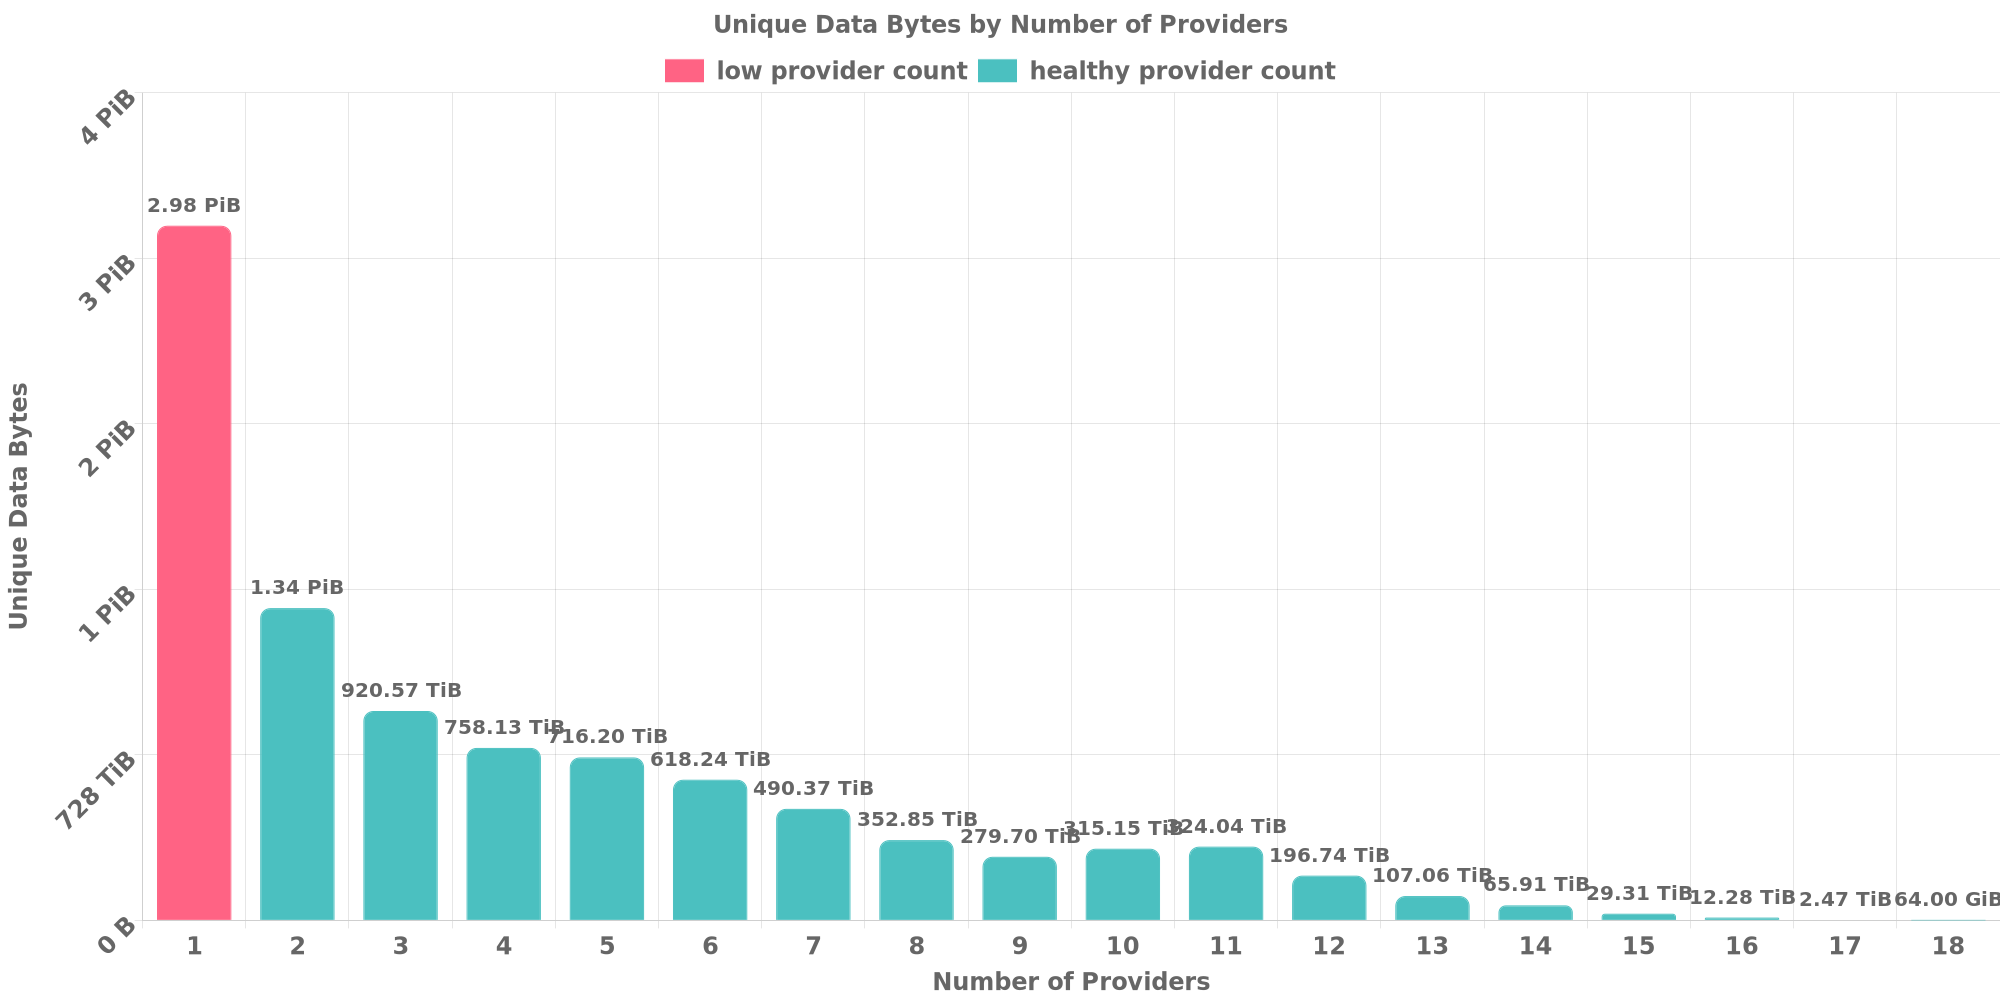 Unique Data Bytes by Number of Providers
low provider count healthy provider count
Unique Data Bytes
4 PiB
3 PiB
2 PiB
1 PiB
728 TiB
0 B
2.98 PiB
1.34 PiB
920.57 TiB
758.13 TiB
716.20 TiB
618.24 TiB
490.37 TiB
352.85 TiB
279.70 TiB
315.15 TiB
324.04 TiB
196.74 TiB
107.06 TiB
65.91 TiB
29.31 TiB
12.28 TiB
2.47 TiB
64.00 GiB
1 2 3 4 5 6 7 8 9 10 11 12 13 14 15 16 17 18
Number of Providers